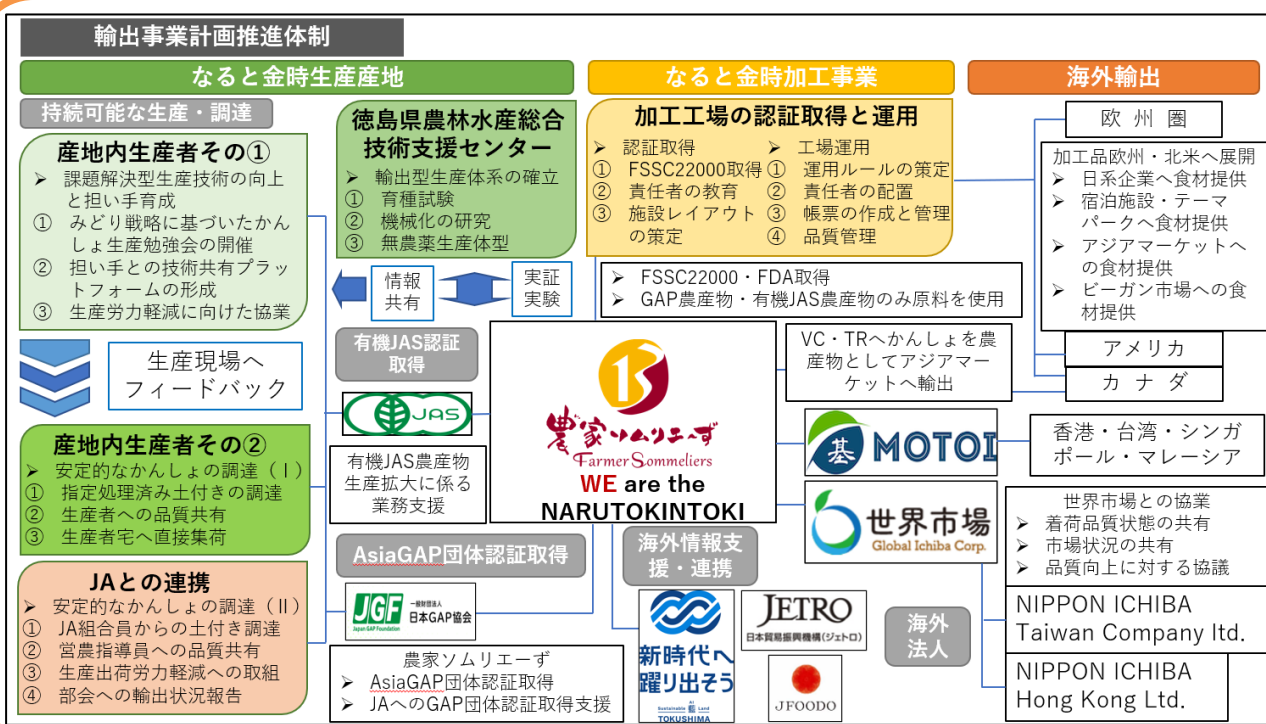 輸出事業計画推進体制
なると金時生産産地
持続可能な生産・調達
産地内生産者その①
➤ 課題解決型生産技術の向上
と担い手育成
① みどり戦略に基づいたかん
しょ生産勉強会の開催
② 担い手との技術共有プラッ
トフォームの形成
③ 生産労力軽減に向けた協業
徳島県農林水産総合
技術支援センター
➤ 輸出型生産体系の確立
① 育種試験
② 機械化の研究
③ 無農薬生産体型
情報
共有
実証
実験
生産現場へ
フィードバック
産地内生産者その②
➤ 安定的なかんしょの調達（Ⅰ）
① 指定処理済み土付きの調達
② 生産者への品質共有
③ 生産者宅へ直接集荷
JAとの連携
➤ 安定的なかんしょの調達（Ⅱ）
① JA組合員からの土付き調達
② 営農指導員への品質共有
③ 生産出荷労力軽減への取組
④ 部会への輸出状況報告
有機JAS認証
取得
JAS
有機JAS農産物
生産拡大に係る
業務支援
AsiaGAP団体認証取得
JGF
Japan GAP Foundation
一般財団法人
日本GAP協会
農家ソムリエーず
➤ AsiaGAP団体認証取得
➤ JAへのGAP団体認証取得支援
なると金時加工事業
加工工場の認証取得と運用
➤ 認証取得
① FSSC22000取得
② 責任者の教育
③ 施設レイアウト
の策定
➤ 工場運用
① 運用ルールの策定
② 責任者の配置
③ 帳票の作成と管理
④ 品質管理
➤ FSSC22000・FDA取得
➤ GAP農産物・有機JAS農産物のみ原料を使用
農家ソムリエ〜ず
Farmer Sommeliers
WE are the
NARUTOKINTOKI
海外情報支
援・連携
新時代へ
躍り出そう
TOKUSHIMA
JETRO
日本貿易振興機構(ジェトロ)
JFOODO
海外輸出
欧 州 圏
加工品欧州・北米へ展開
➤ 日系企業へ食材提供
➤ 宿泊施設・テーマ
パークへ食材提供
➤ アジアマーケットへ
の食材提供
➤ ビーガン市場への食
材提供
アメリカ
カ ナ ダ
VC・TRへかんしょを農
産物としてアジアマー
ケットへ輸出
基 MOTOI
香港・台湾・シンガ
ポール・マレーシア
世界市場
Global Ichiba Corp.
世界市場との協業
➤ 着荷品質状態の共有
➤ 市場状況の共有
➤ 品質向上に対する協議
海外
法人
NIPPON ICHIBA
Taiwan Company ltd.
NIPPON ICHIBA
Hong Kong Ltd.